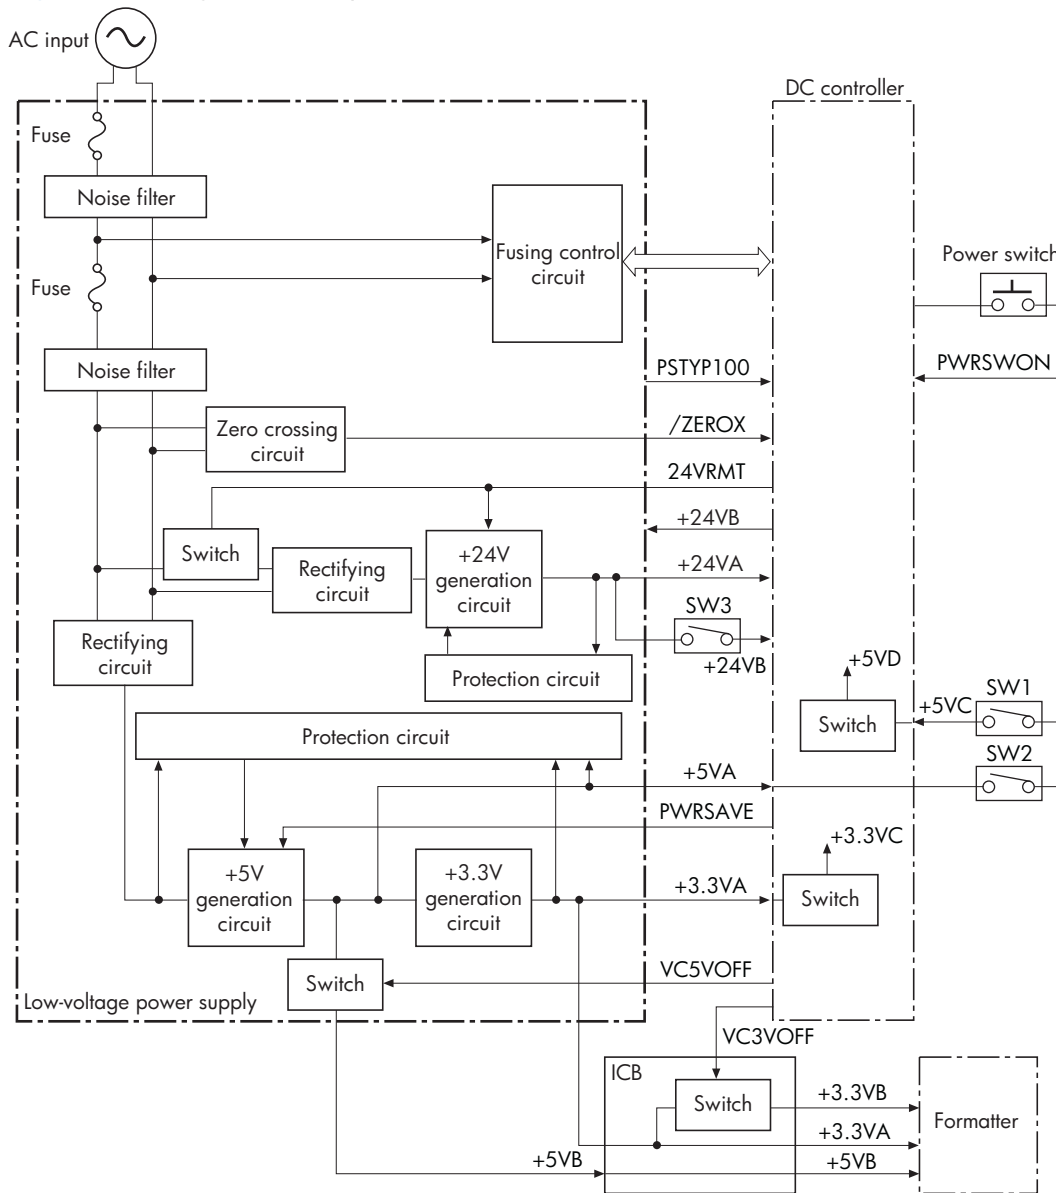 AC input
DC controller
Fuse
Noise filter
Fusing control
circuit
Power switch
Fuse
Noise filter
PSTYP100
PWRSWON
Zero crossing
circuit
/ZEROX
24VRMT
+24VB
Switch
Rectifying
circuit
+24V
generation
circuit
+24VA
SW3
+24VB
Rectifying
circuit
Protection circuit
+5VD
Switch
+5VC
SW1
Protection circuit
SW2
+5VA
PWRSAVE
+3.3VC
+5V
generation
circuit
+3.3V
generation
circuit
+3.3VA
Switch
Switch
VC5VOFF
Low-voltage power supply
VC3VOFF
ICB
Switch
+3.3VB
Formatter
+3.3VA
+5VB
+5VB